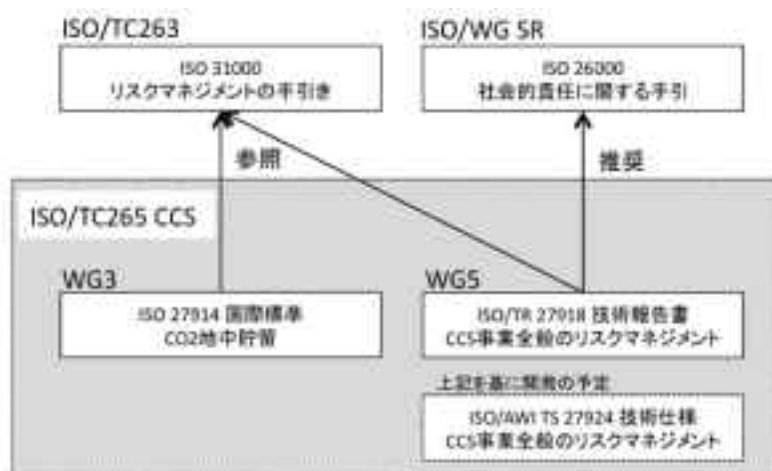 ISO/TC263
ISO 31000
リスクマネジメントの手引き
ISO/WG SR
ISO 26000
社会的責任に関する手引
参照
推奨
ISO/TC265 CCS
WG3
ISO 27914 国際標準
CO2地中貯留
WG5
ISO/TR 27918 技術報告書
CCS事業全般のリスクマネジメント
上記を基に開発の予定
ISO/AWI TS 27924 技術仕様
CCS事業全般のリスクマネジメント